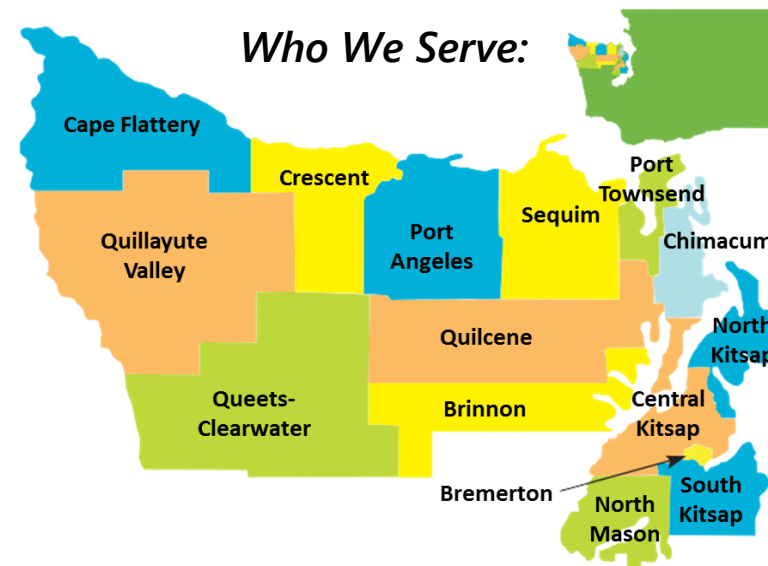 Who We Serve:
Cape Flattery
Crescent
Port
Townsend
Sequim
Quillayute
Valley
Port
Angeles
Chimacum
Quilcene
North
Kitsap
Queets-
Clearwater
Brinnon
Central
Kitsap
Bremerton
South
Kitsap
North
Mason